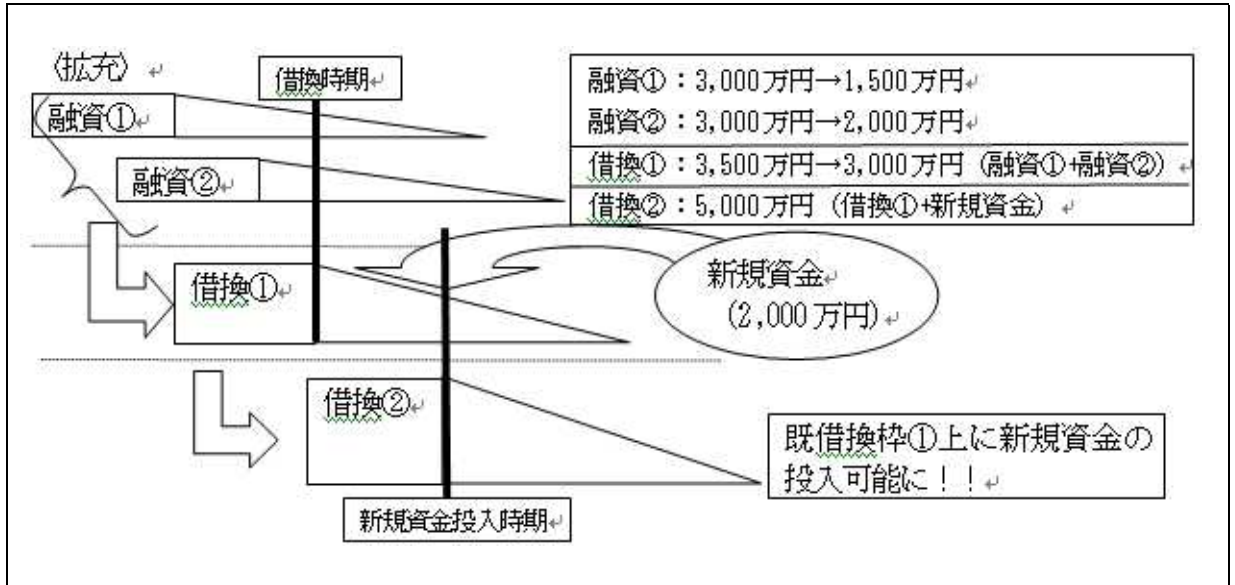 〈拡充〉
借換時期
融資①
融資②
融資①：3,000万円→1,500万円
融資②：3,000万円→2,000万円
借換①：3,500万円→3,000万円（融資①+融資②）
借換②：5,000万円（借換①+新規資金）
借換①
新規資金
(2,000万円)
借換②
既借換枠①上に新規資金の
投入可能に！！
新規資金投入時期